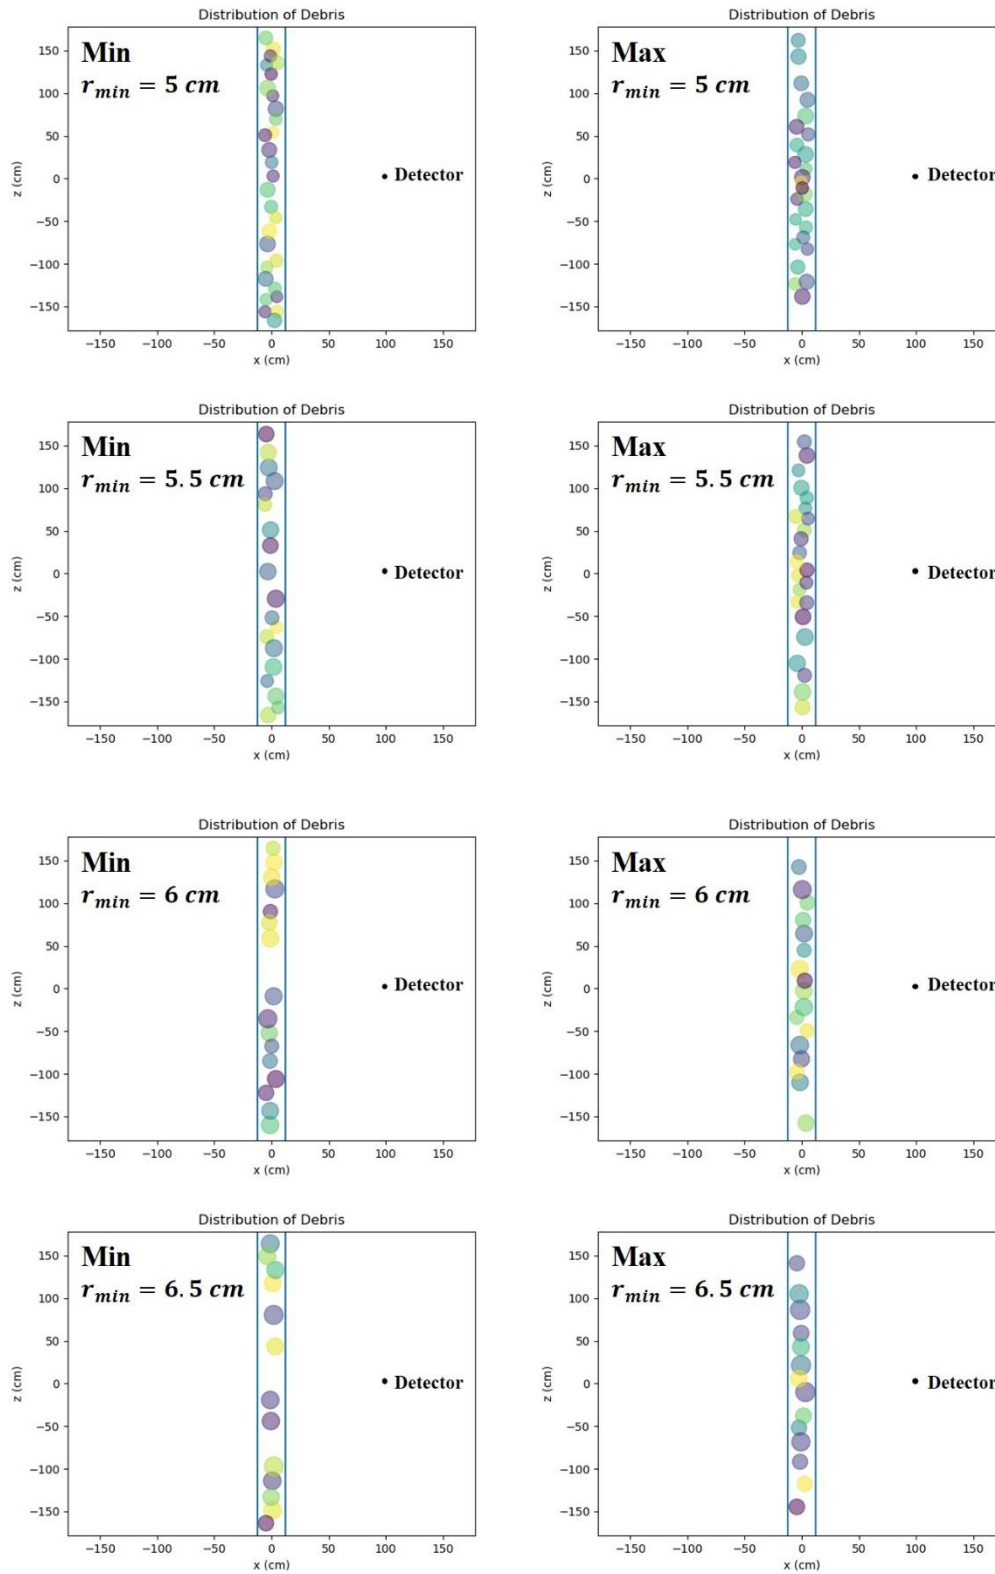 Distribution of Debris
Min
r_min = 5 cm
Detector
z (cm)
150
100
50
0
−50
−100
−150
−150 −100 −50 0 50 100 150
x (cm)
Distribution of Debris
Max
r_min = 5 cm
Detector
z (cm)
150
100
50
0
−50
−100
−150
−150 −100 −50 0 50 100 150
x (cm)
Distribution of Debris
Min
r_min = 5.5 cm
Detector
z (cm)
150
100
50
0
−50
−100
−150
−150 −100 −50 0 50 100 150
x (cm)
Distribution of Debris
Max
r_min = 5.5 cm
Detector
z (cm)
150
100
50
0
−50
−100
−150
−150 −100 −50 0 50 100 150
x (cm)
Distribution of Debris
Min
r_min = 6 cm
Detector
z (cm)
150
100
50
0
−50
−100
−150
−150 −100 −50 0 50 100 150
x (cm)
Distribution of Debris
Max
r_min = 6 cm
Detector
z (cm)
150
100
50
0
−50
−100
−150
−150 −100 −50 0 50 100 150
x (cm)
Distribution of Debris
Min
r_min = 6.5 cm
Detector
z (cm)
150
100
50
0
−50
−100
−150
−150 −100 −50 0 50 100 150
x (cm)
Distribution of Debris
Max
r_min = 6.5 cm
Detector
z (cm)
150
100
50
0
−50
−100
−150
−150 −100 −50 0 50 100 150
x (cm)